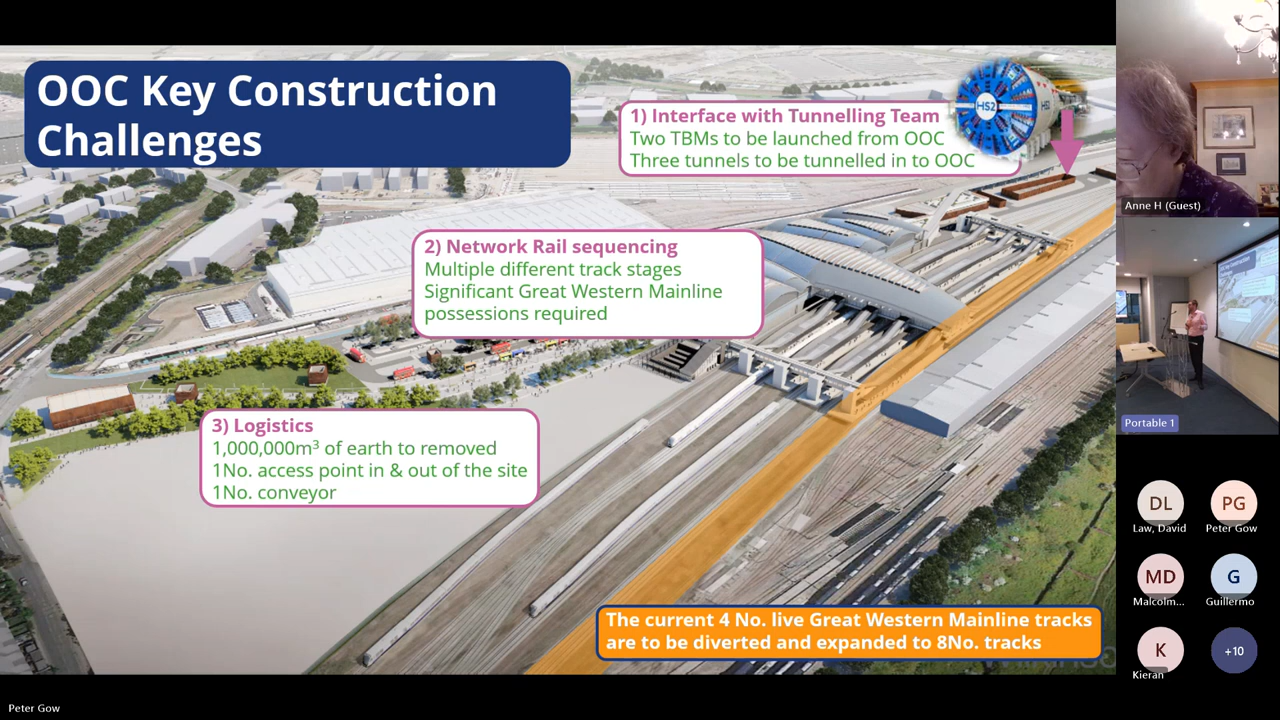 OOC Key Construction
Challenges
1) Interface with Tunnelling Team
Two TBMs to be launched from OOC
Three tunnels to be tunnelled in to OOC
HS2
HS2
2) Network Rail sequencing
Multiple different track stages
Significant Great Western Mainline
possessions required
3) Logistics
1,000,000m³ of earth to removed
1No. access point in & out of the site
1No. conveyor
The current 4 No. live Great Western Mainline tracks
are to be diverted and expanded to 8No. tracks
Anne H (Guest)
Portable 1
DL
Law, David
PG
Peter Gow
MD
Malcolm...
G
Guillermo
K
Kieran
+10
Peter Gow